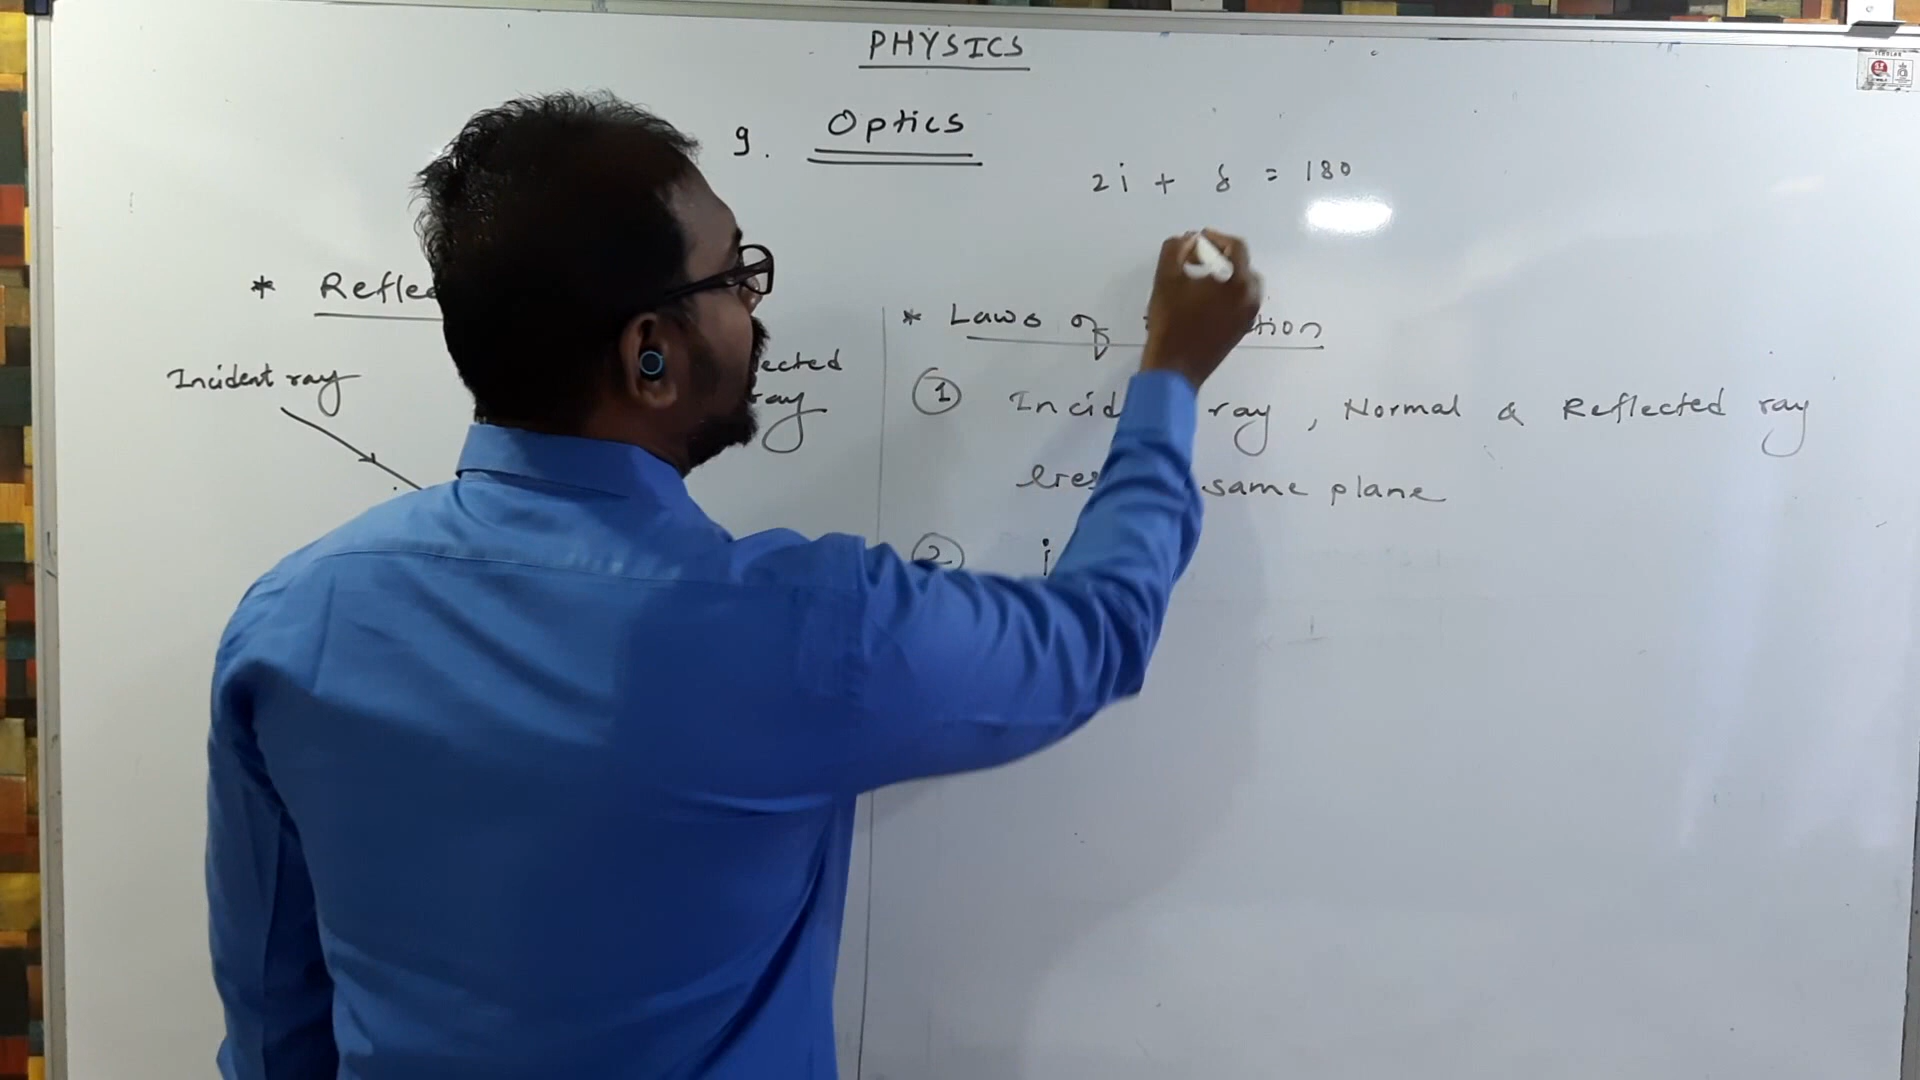 PHYSICS
9. Optics
2i + δ = 180
* Reflec
Incident ray
ected
ray
* Laws of tion
1 Incid ray, Normal & Reflected ray
same plane
2 i